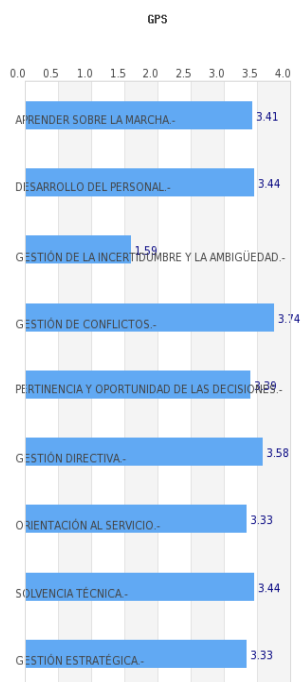 GPS
0.0 0.5 1.0 1.5 2.0 2.5 3.0 3.5 4.0
APRENDER SOBRE LA MARCHA.- 3.41
DESARROLLO DEL PERSONAL.- 3.44
1.59
GESTIÓN DE LA INCERTIDUMBRE Y LA AMBIGÜEDAD.-
GESTIÓN DE CONFLICTOS.- 3.74
PERTINENCIA Y OPORTUNIDAD DE LAS DECISIONES.- 3.39
GESTIÓN DIRECTIVA.- 3.58
ORIENTACIÓN AL SERVICIO.- 3.33
SOLVENCIA TÉCNICA.- 3.44
GESTIÓN ESTRATÉGICA.- 3.33